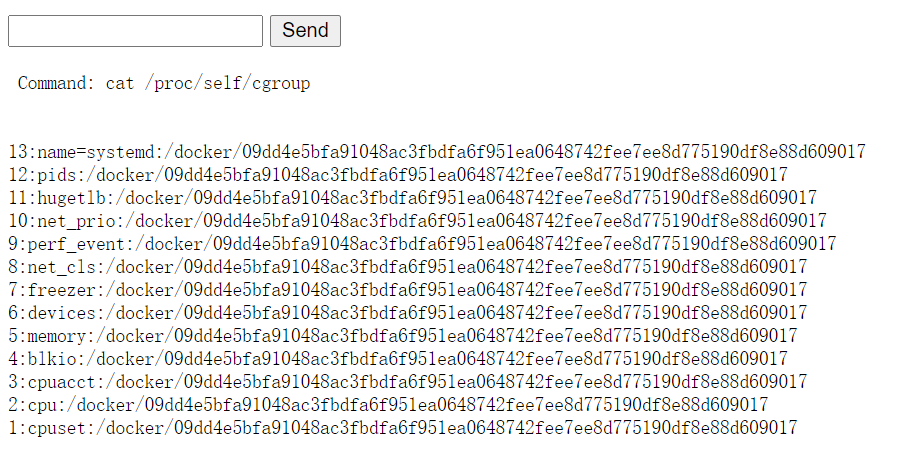 Send
Command: cat /proc/self/cgroup
13:name=systemd:/docker/09dd4e5bfa91048ac3fbdfa6f951ea0648742fee7ee8d775190df8e88d609017
12:pids:/docker/09dd4e5bfa91048ac3fbdfa6f951ea0648742fee7ee8d775190df8e88d609017
11:hugetlb:/docker/09dd4e5bfa91048ac3fbdfa6f951ea0648742fee7ee8d775190df8e88d609017
10:net_prio:/docker/09dd4e5bfa91048ac3fbdfa6f951ea0648742fee7ee8d775190df8e88d609017
9:perf_event:/docker/09dd4e5bfa91048ac3fbdfa6f951ea0648742fee7ee8d775190df8e88d609017
8:net_cls:/docker/09dd4e5bfa91048ac3fbdfa6f951ea0648742fee7ee8d775190df8e88d609017
7:freezer:/docker/09dd4e5bfa91048ac3fbdfa6f951ea0648742fee7ee8d775190df8e88d609017
6:devices:/docker/09dd4e5bfa91048ac3fbdfa6f951ea0648742fee7ee8d775190df8e88d609017
5:memory:/docker/09dd4e5bfa91048ac3fbdfa6f951ea0648742fee7ee8d775190df8e88d609017
4:blkio:/docker/09dd4e5bfa91048ac3fbdfa6f951ea0648742fee7ee8d775190df8e88d609017
3:cpuacct:/docker/09dd4e5bfa91048ac3fbdfa6f951ea0648742fee7ee8d775190df8e88d609017
2:cpu:/docker/09dd4e5bfa91048ac3fbdfa6f951ea0648742fee7ee8d775190df8e88d609017
1:cpuset:/docker/09dd4e5bfa91048ac3fbdfa6f951ea0648742fee7ee8d775190df8e88d609017